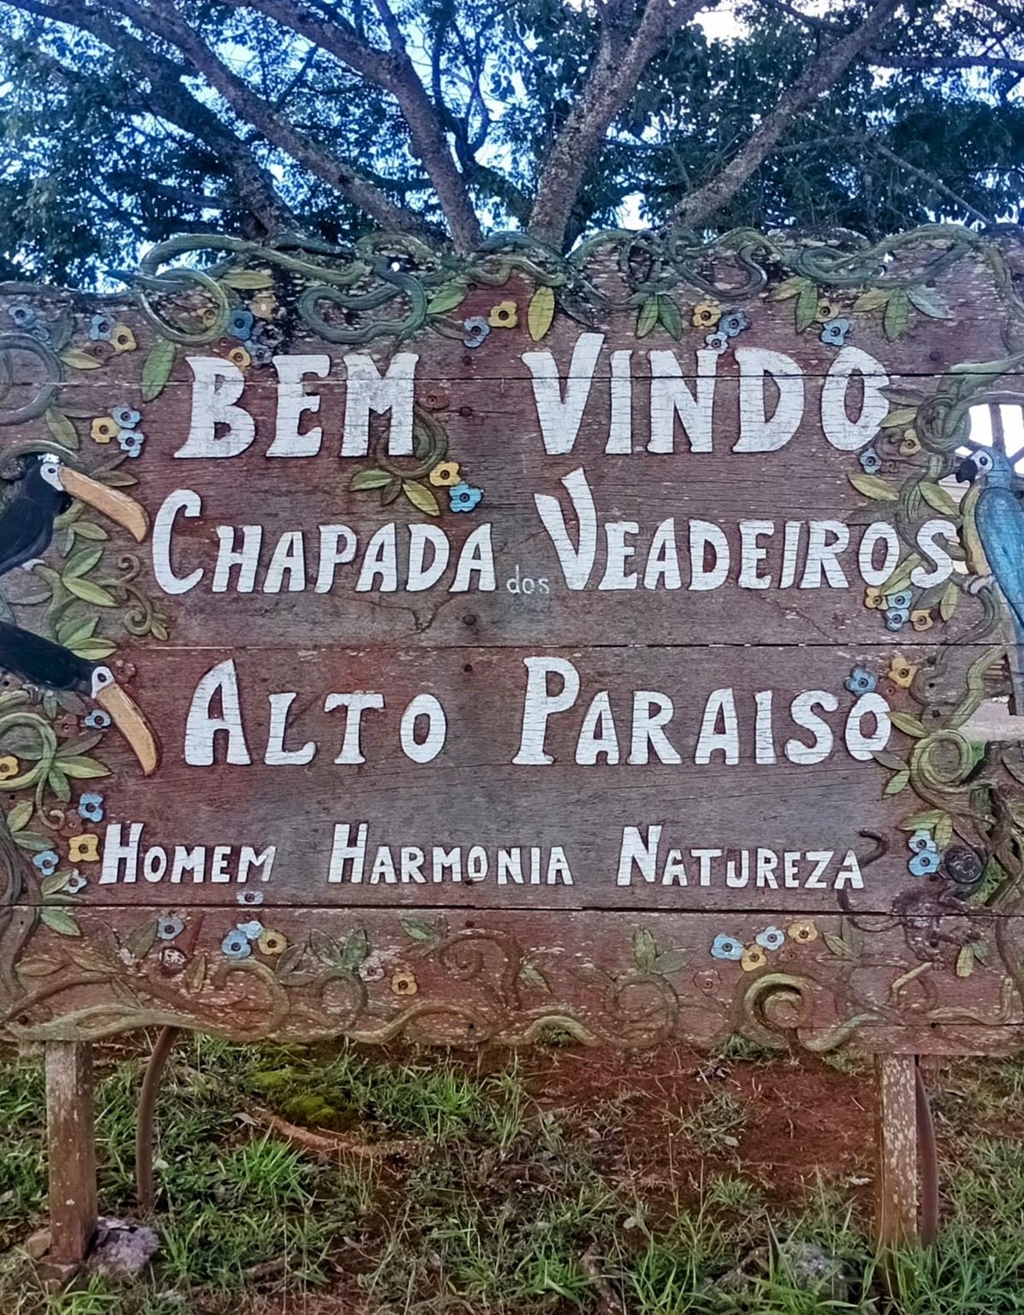 BEM VINDO
CHAPADA dos VEADEIROS
ALTO PARAISO
HOMEM HARMONIA NATUREZA